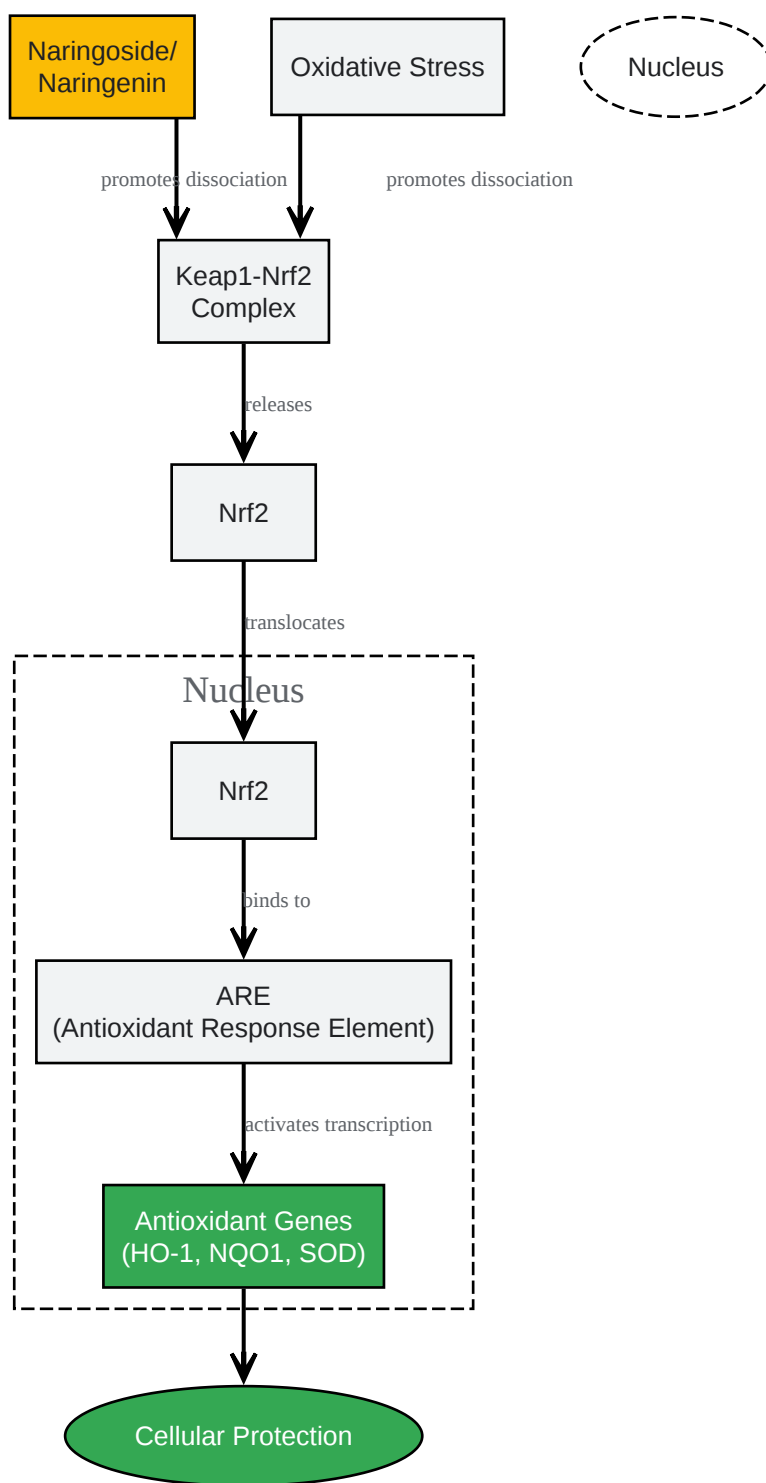 Naringoside/
Naringenin
Oxidative Stress
Nucleus
promotes dissociation
promotes dissociation
Keap1-Nrf2
Complex
releases
Nrf2
translocates
Nucleus
Nrf2
binds to
ARE
(Antioxidant Response Element)
activates transcription
Antioxidant Genes
(HO-1, NQO1, SOD)
Cellular Protection